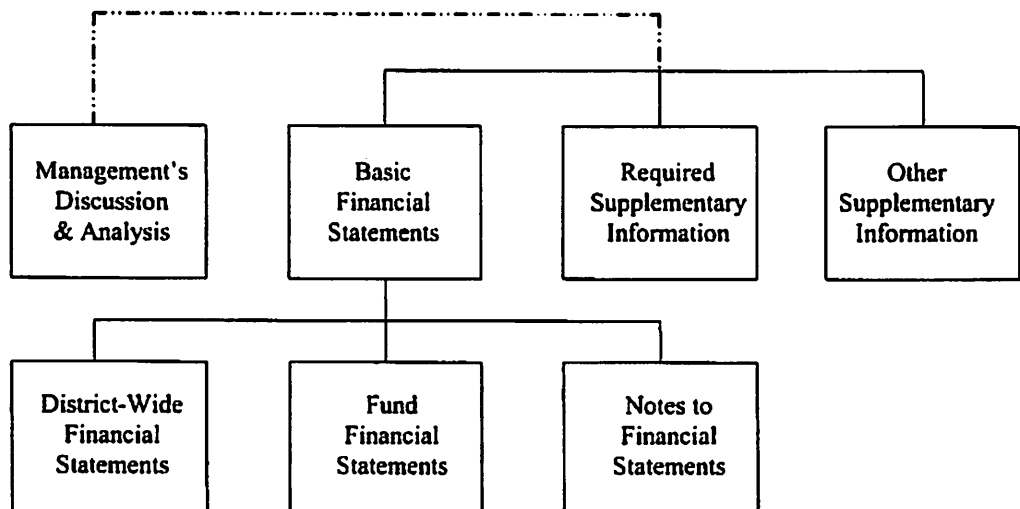 Management's
Discussion
& Analysis
Basic
Financial
Statements
Required
Supplementary
Information
Other
Supplementary
Information
District-Wide
Financial
Statements
Fund
Financial
Statements
Notes to
Financial
Statements